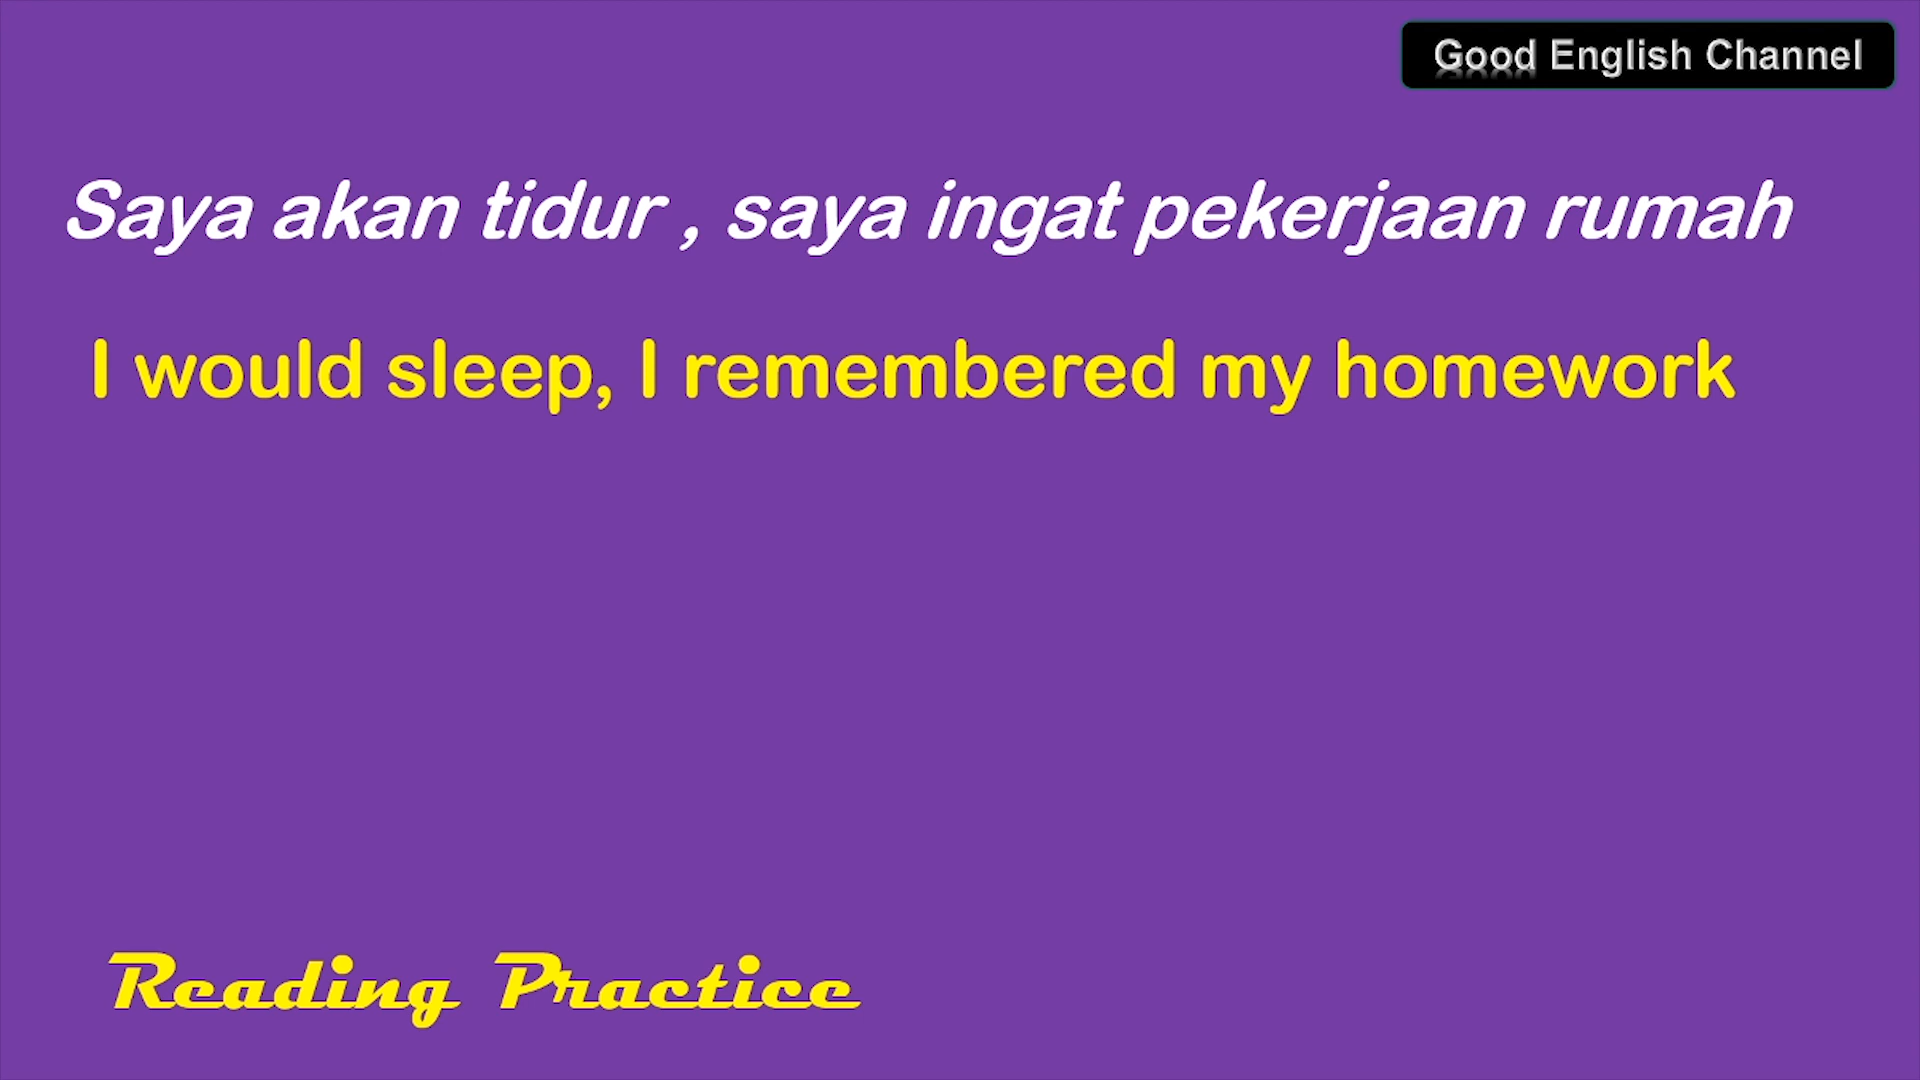 Good English Channel
Saya akan tidur , saya ingat pekerjaan rumah
I would sleep, I remembered my homework
Reading Practice